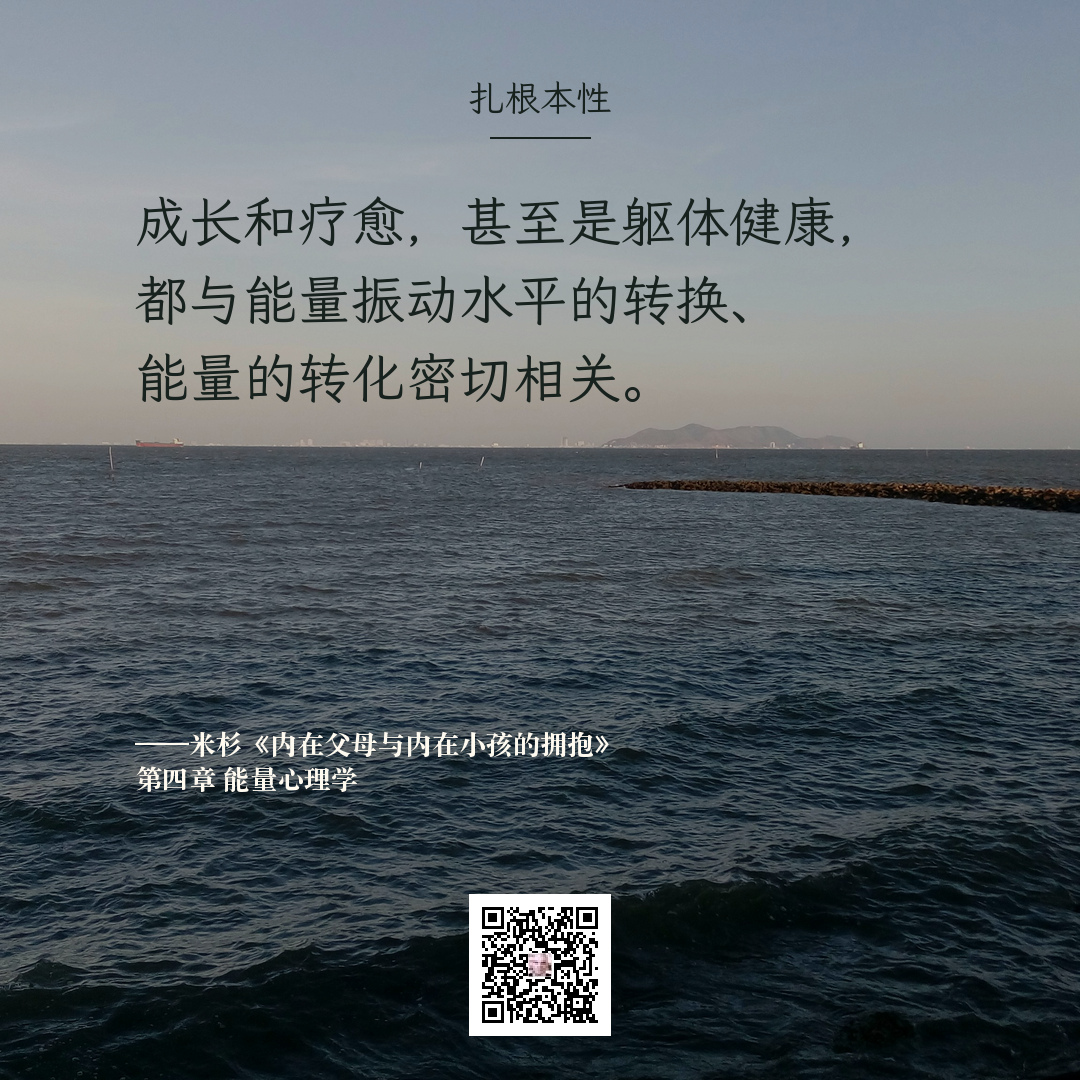 扎根本性
成长和疗愈，甚至是躯体健康，
都与能量振动水平的转换、
能量的转化密切相关。
——米杉《内在父母与内在小孩的拥抱》
第四章 能量心理学